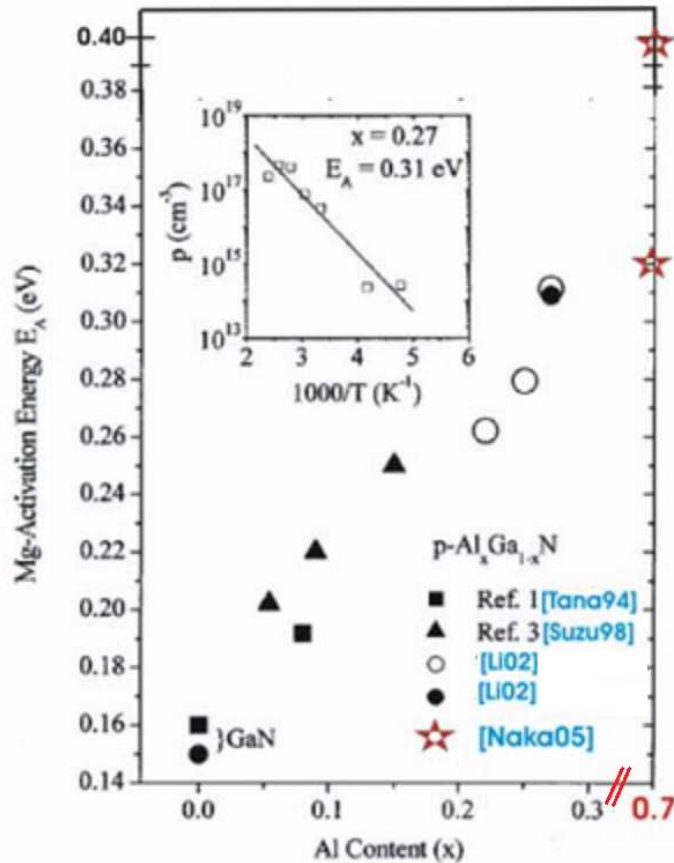 0.40
0.38
0.36
0.34
0.32
0.30
0.28
0.26
0.24
0.22
0.20
0.18
0.16
0.14
Mg-Activation Energy E_A (eV)
10^19
10^17
10^15
10^13
p (cm^-3)
x = 0.27
E_A = 0.31 eV
2 3 4 5 6
1000/T (K^-1)
p-Al_xGa_1-xN
Ref. 1 [Tana94]
Ref. 3 [Suzu98]
[Li02]
[Li02]
[Naka05]
}GaN
0.0 0.1 0.2 0.3 // 0.7
Al Content (x)